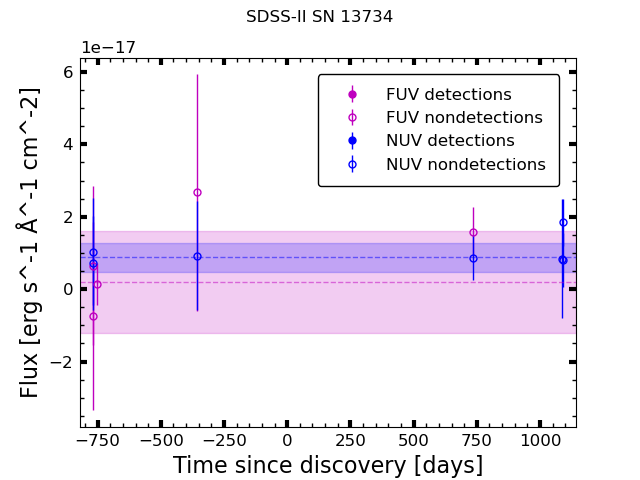 SDSS-II SN 13734
1e−17
FUV detections
FUV nondetections
NUV detections
NUV nondetections
6
4
2
0
−2
Flux [erg s^-1 Å^-1 cm^-2]
−750 −500 −250 0 250 500 750 1000
Time since discovery [days]